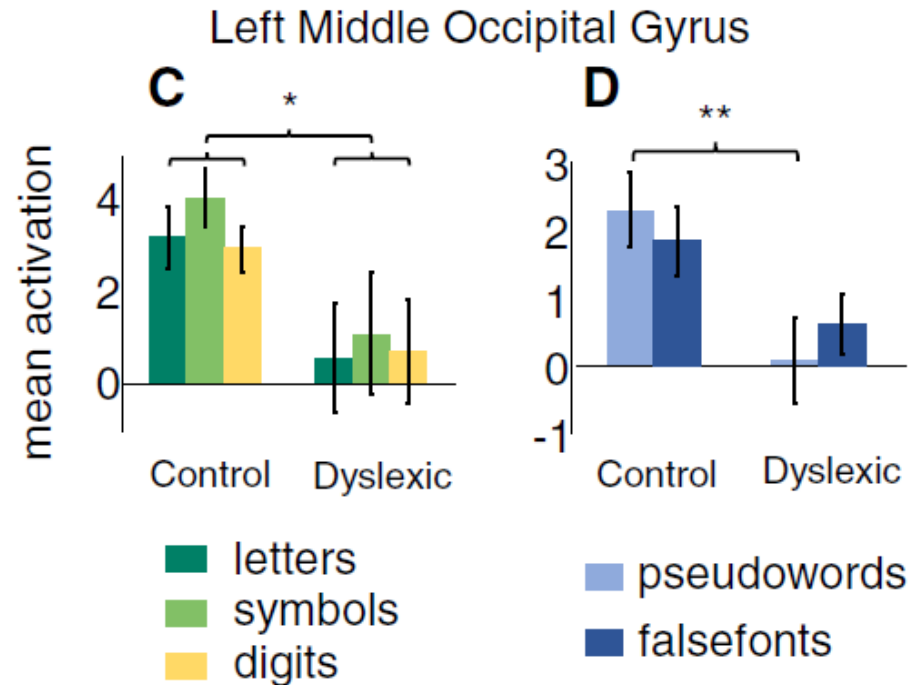 Left Middle Occipital Gyrus
C
*
D
**
mean activation
4
2
0
3
2
1
0
-1
Control
Dyslexic
Control
Dyslexic
letters
symbols
digits
pseudowords
falsefonts